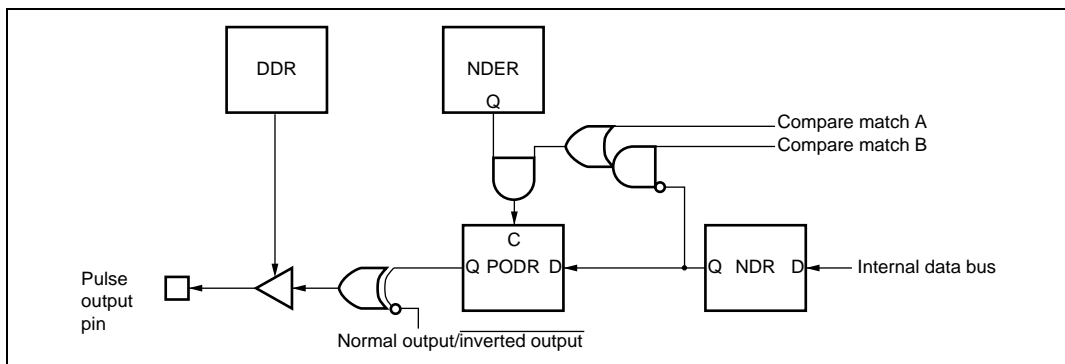 DDR
NDER
Q
Compare match A
Compare match B
C
Q PODR D
Q NDR D
Internal data bus
Pulse
output
pin
Normal output/inverted output